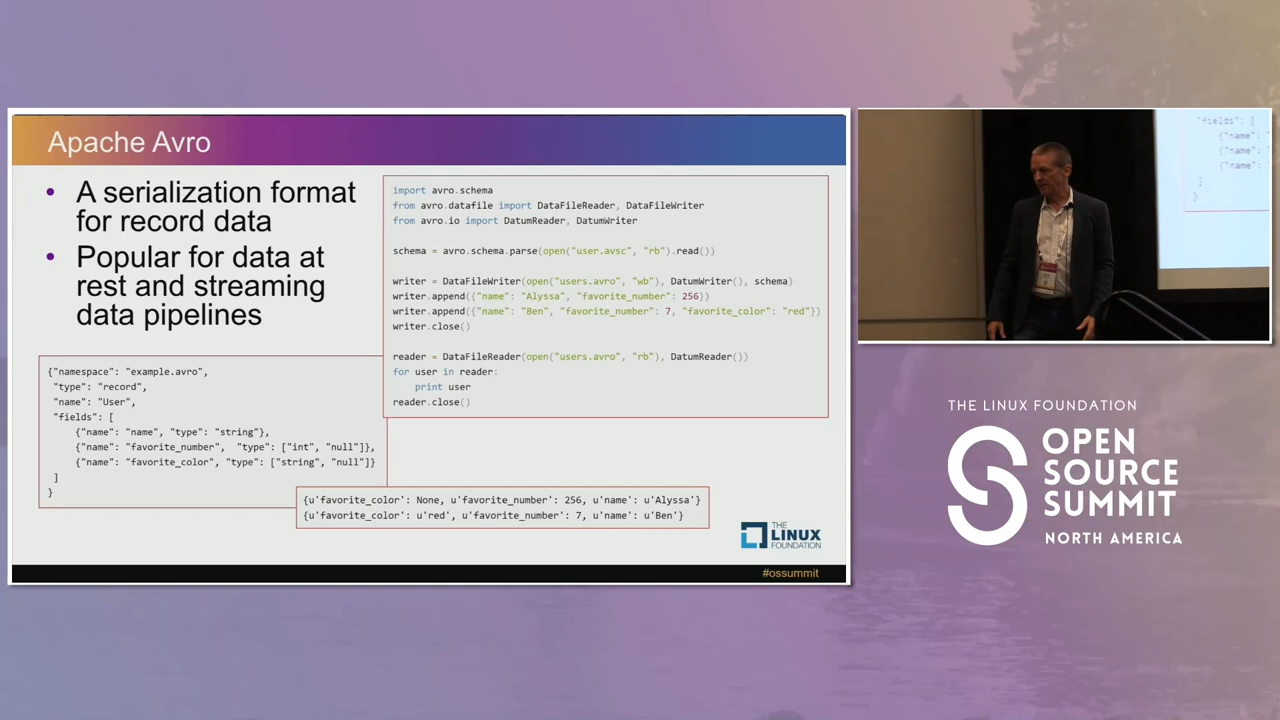 Apache Avro
• A serialization format
for record data
• Popular for data at
rest and streaming
data pipelines
import avro.schema
from avro.datafile import DataFileReader, DataFileWriter
from avro.io import DatumReader, DatumWriter
schema = avro.schema.parse(open("user.avsc", "rb").read())
writer = DataFileWriter(open("users.avro", "wb"), DatumWriter(), schema)
writer.append({"name": "Alyssa", "favorite_number": 256})
writer.append({"name": "Ben", "favorite_number": 7, "favorite_color": "red"})
writer.close()
reader = DataFileReader(open("users.avro", "rb"), DatumReader())
for user in reader:
    print user
reader.close()
{"namespace": "example.avro",
 "type": "record",
 "name": "User",
 "fields": [
     {"name": "name", "type": "string"},
     {"name": "favorite_number",  "type": ["int", "null"]},
     {"name": "favorite_color", "type": ["string", "null"]}
 ]
}
{u'favorite_color': None, u'favorite_number': 256, u'name': u'Alyssa'}
{u'favorite_color': u'red', u'favorite_number': 7, u'name': u'Ben'}
THE
LINUX
FOUNDATION
#ossummit
"fields": [
{"name":
{"name":
{"name":
]
}
THE LINUX FOUNDATION
OPEN
SOURCE
SUMMIT
NORTH AMERICA